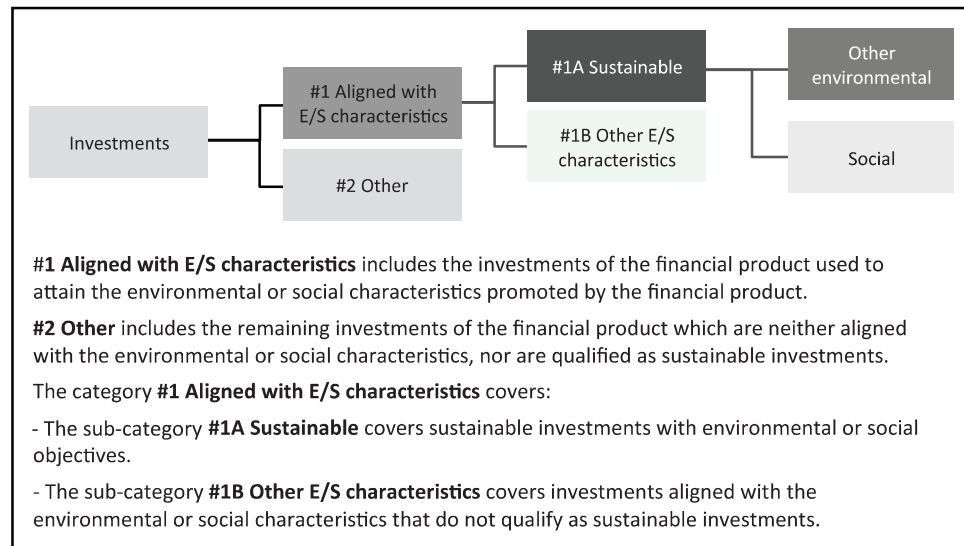 Investments
#1 Aligned with
E/S characteristics
#2 Other
#1A Sustainable
#1B Other E/S
characteristics
Other
environmental
Social
#1 Aligned with E/S characteristics includes the investments of the financial product used to
attain the environmental or social characteristics promoted by the financial product.
#2 Other includes the remaining investments of the financial product which are neither aligned
with the environmental or social characteristics, nor are qualified as sustainable investments.
The category #1 Aligned with E/S characteristics covers:
- The sub-category #1A Sustainable covers sustainable investments with environmental or social
objectives.
- The sub-category #1B Other E/S characteristics covers investments aligned with the
environmental or social characteristics that do not qualify as sustainable investments.